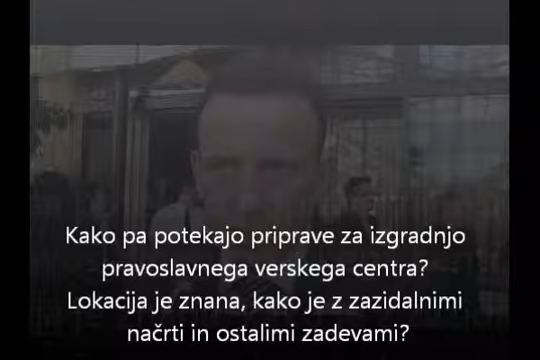 Kako pa potekajo priprave za izgradnjo
pravoslavnega verskega centra?
Lokacija je znana, kako je z zazidalnimi
načrti in ostalimi zadevami?